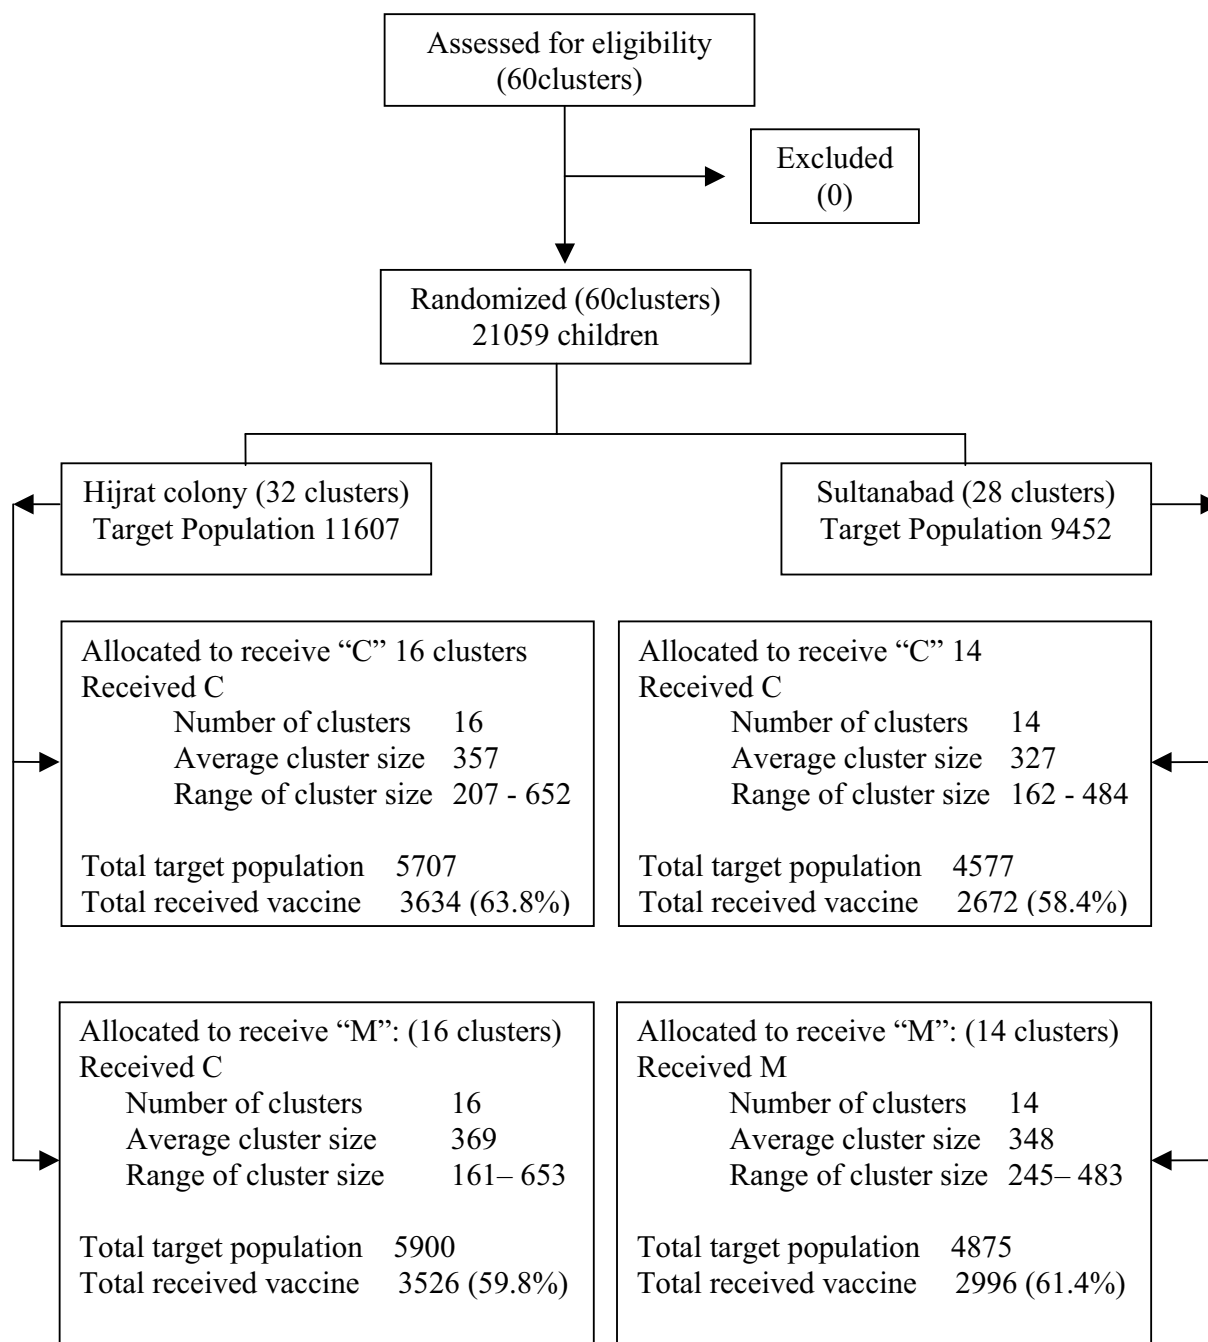 Assessed for eligibility
(60clusters)
Excluded
(0)
Randomized (60clusters)
21059 children
Hijrat colony (32 clusters)
Target Population 11607
Sultanabad (28 clusters)
Target Population 9452
Allocated to receive “C” 16 clusters
Received C
Number of clusters 16
Average cluster size 357
Range of cluster size 207 - 652
Total target population 5707
Total received vaccine 3634 (63.8%)
Allocated to receive “C” 14
Received C
Number of clusters 14
Average cluster size 327
Range of cluster size 162 - 484
Total target population 4577
Total received vaccine 2672 (58.4%)
Allocated to receive “M”: (16 clusters)
Received C
Number of clusters 16
Average cluster size 369
Range of cluster size 161– 653
Total target population 5900
Total received vaccine 3526 (59.8%)
Allocated to receive “M”: (14 clusters)
Received M
Number of clusters 14
Average cluster size 348
Range of cluster size 245– 483
Total target population 4875
Total received vaccine 2996 (61.4%)